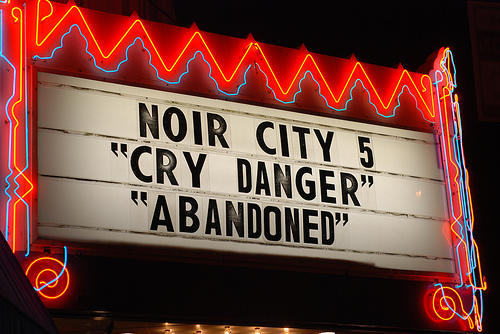 NOIR CITY 5
"CRY DANGER"
"ABANDONED"